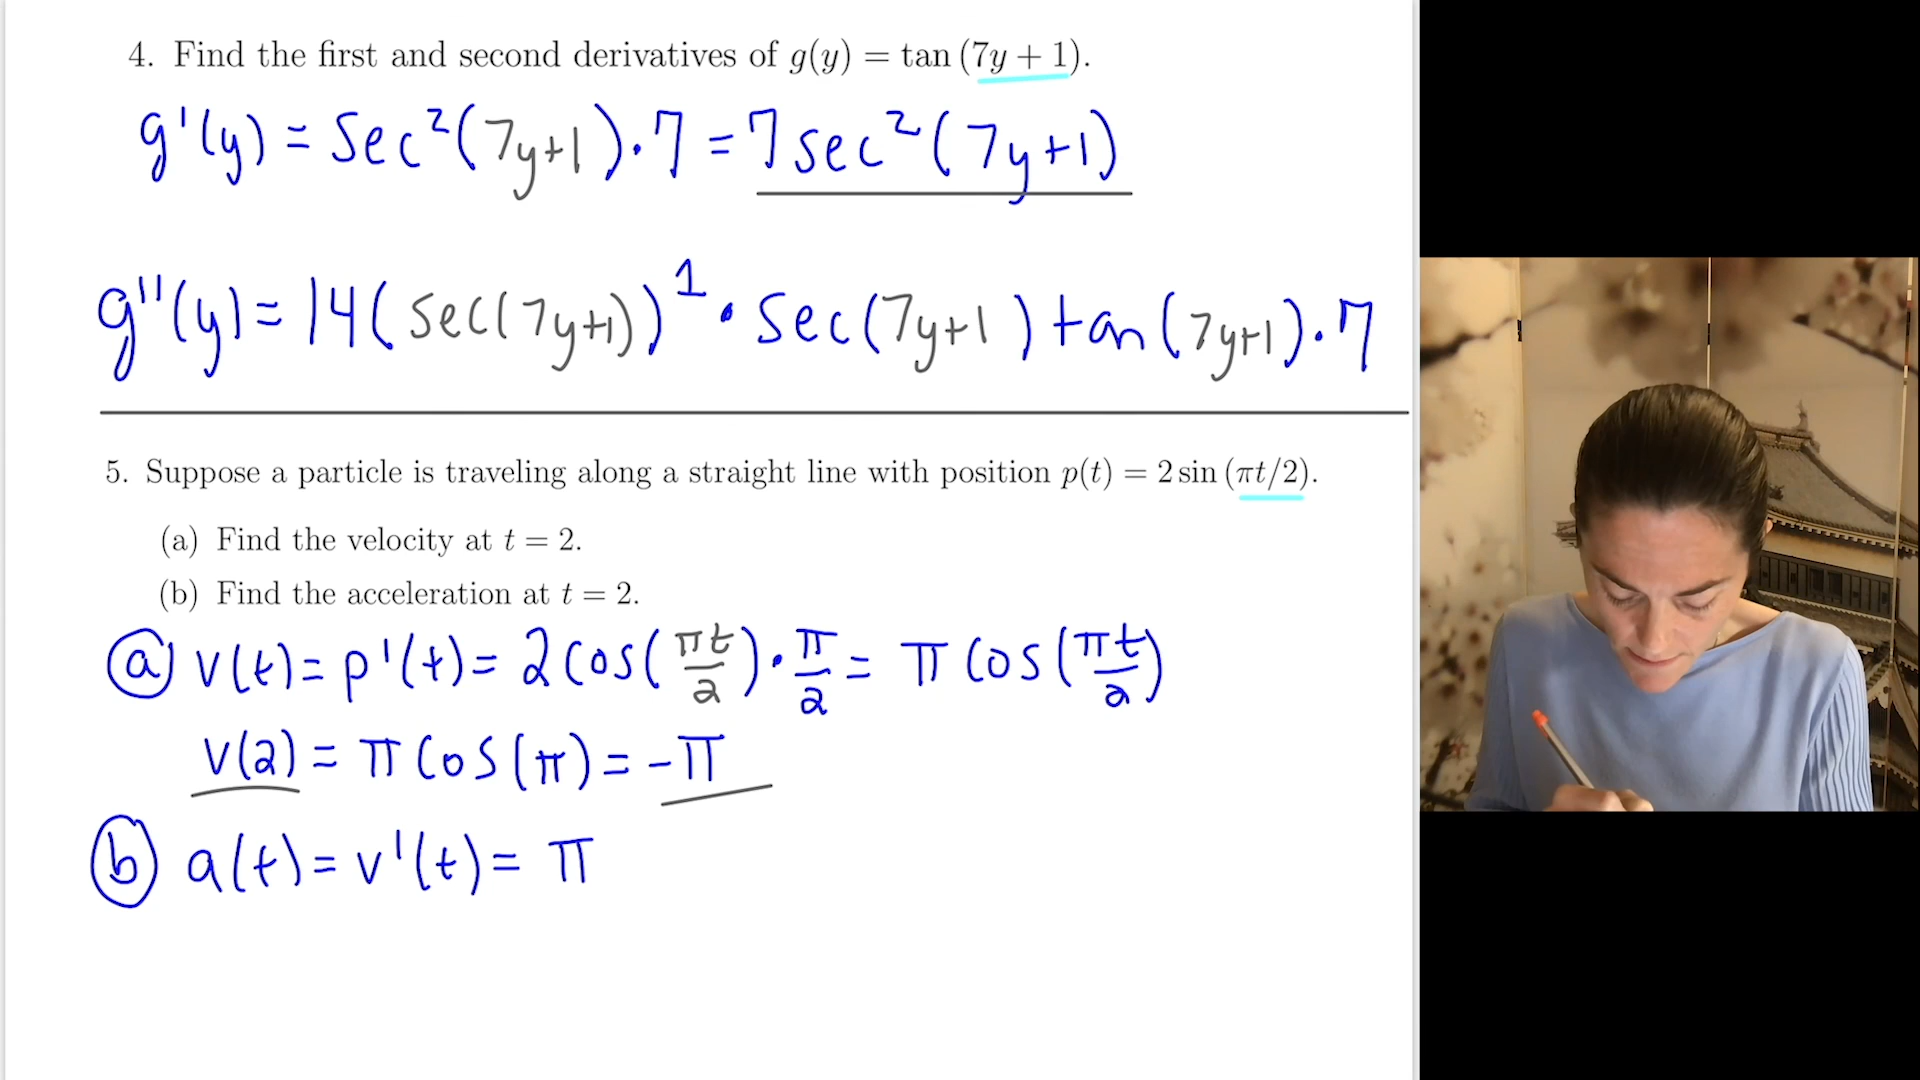 4. Find the first and second derivatives of g(y) = tan (7y + 1).
g'(y) = sec²(7y+1)·7 = 7sec²(7y+1)
g''(y) = 14(sec(7y+1))¹·sec(7y+1)tan(7y+1)·7
5. Suppose a particle is traveling along a straight line with position p(t) = 2 sin (πt/2).
(a) Find the velocity at t = 2.
(b) Find the acceleration at t = 2.
ⓐ v(t) = p'(t) = 2cos(πt/2)·π/2 = π cos(πt/2)
v(2) = π cos(π) = -π
ⓑ a(t) = v'(t) = π